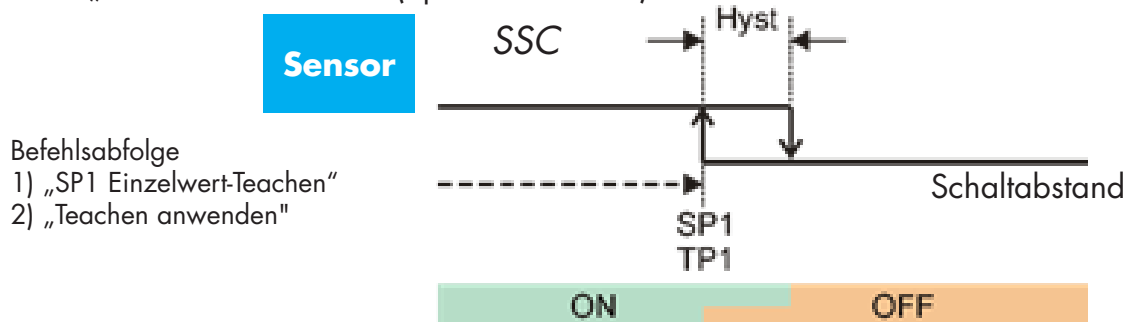 Hyst
SSC
Sensor
Befehlsabfolge
1) „SP1 Einzelwert-Teachen“
2) „Teachen anwenden"
Schaltabstand
SP1
TP1
ON
OFF